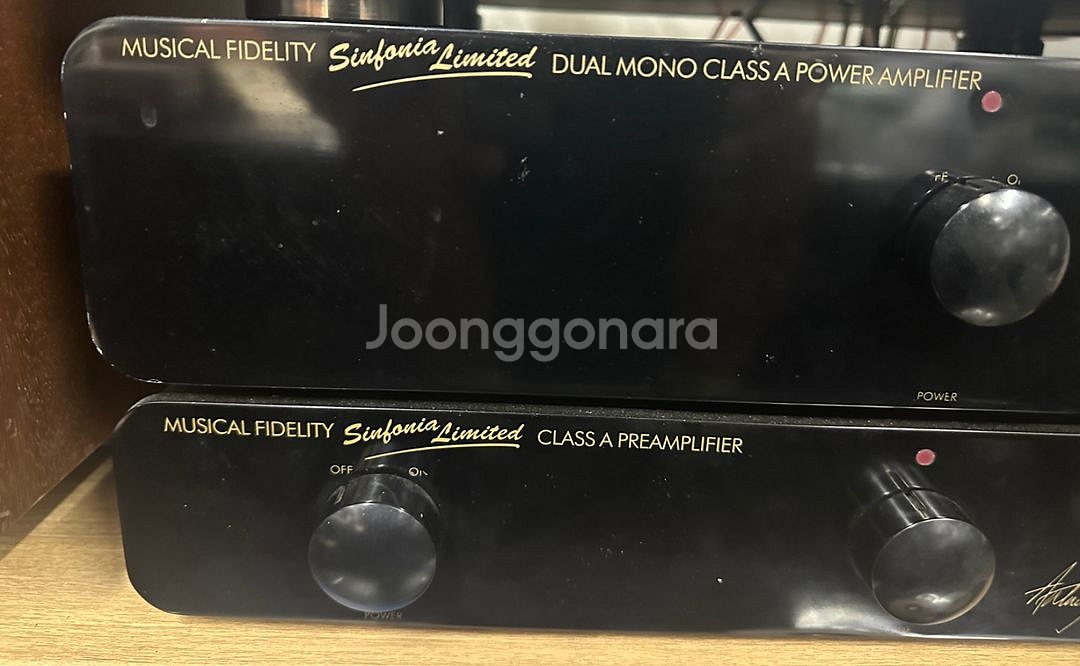 MUSICAL FIDELITY Sinfonia Limited DUAL MONO CLASS A POWER AMPLIFIER
POWER
Joonggonara
MUSICAL FIDELITY Sinfonia Limited CLASS A PREAMPLIFIER
OFF ON
POWER